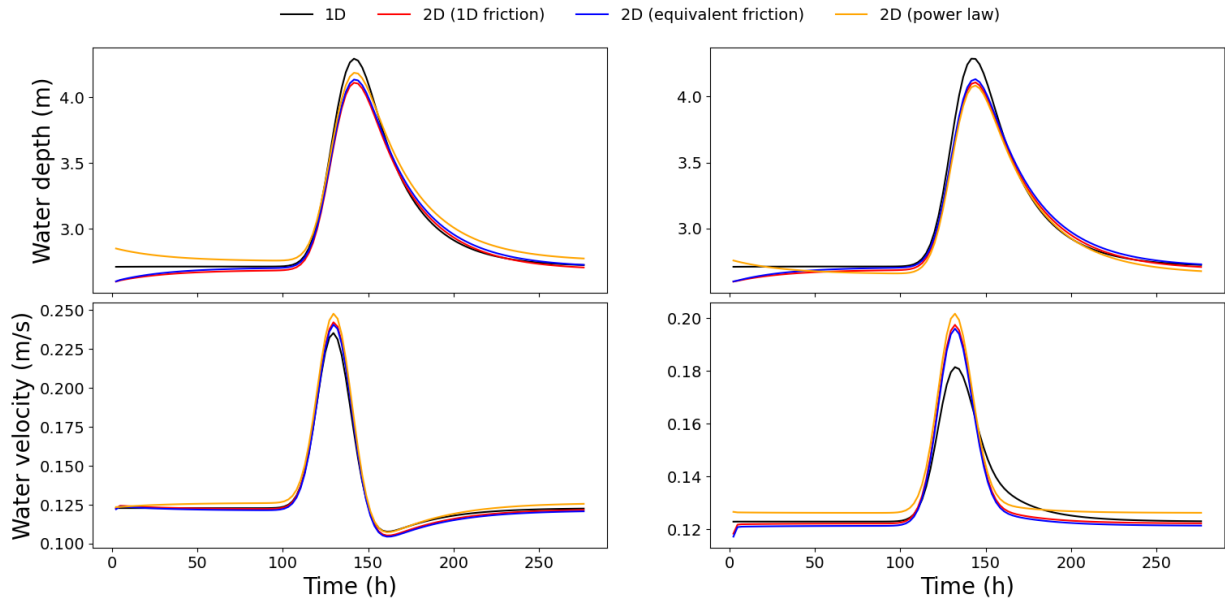 1D 2D (1D friction) 2D (equivalent friction) 2D (power law)
Water depth (m)
4.0
3.5
3.0
4.0
3.5
3.0
Water velocity (m/s)
0.250
0.225
0.200
0.175
0.150
0.125
0.100
0.20
0.18
0.16
0.14
0.12
0 50 100 150 200 250
0 50 100 150 200 250
Time (h)
Time (h)